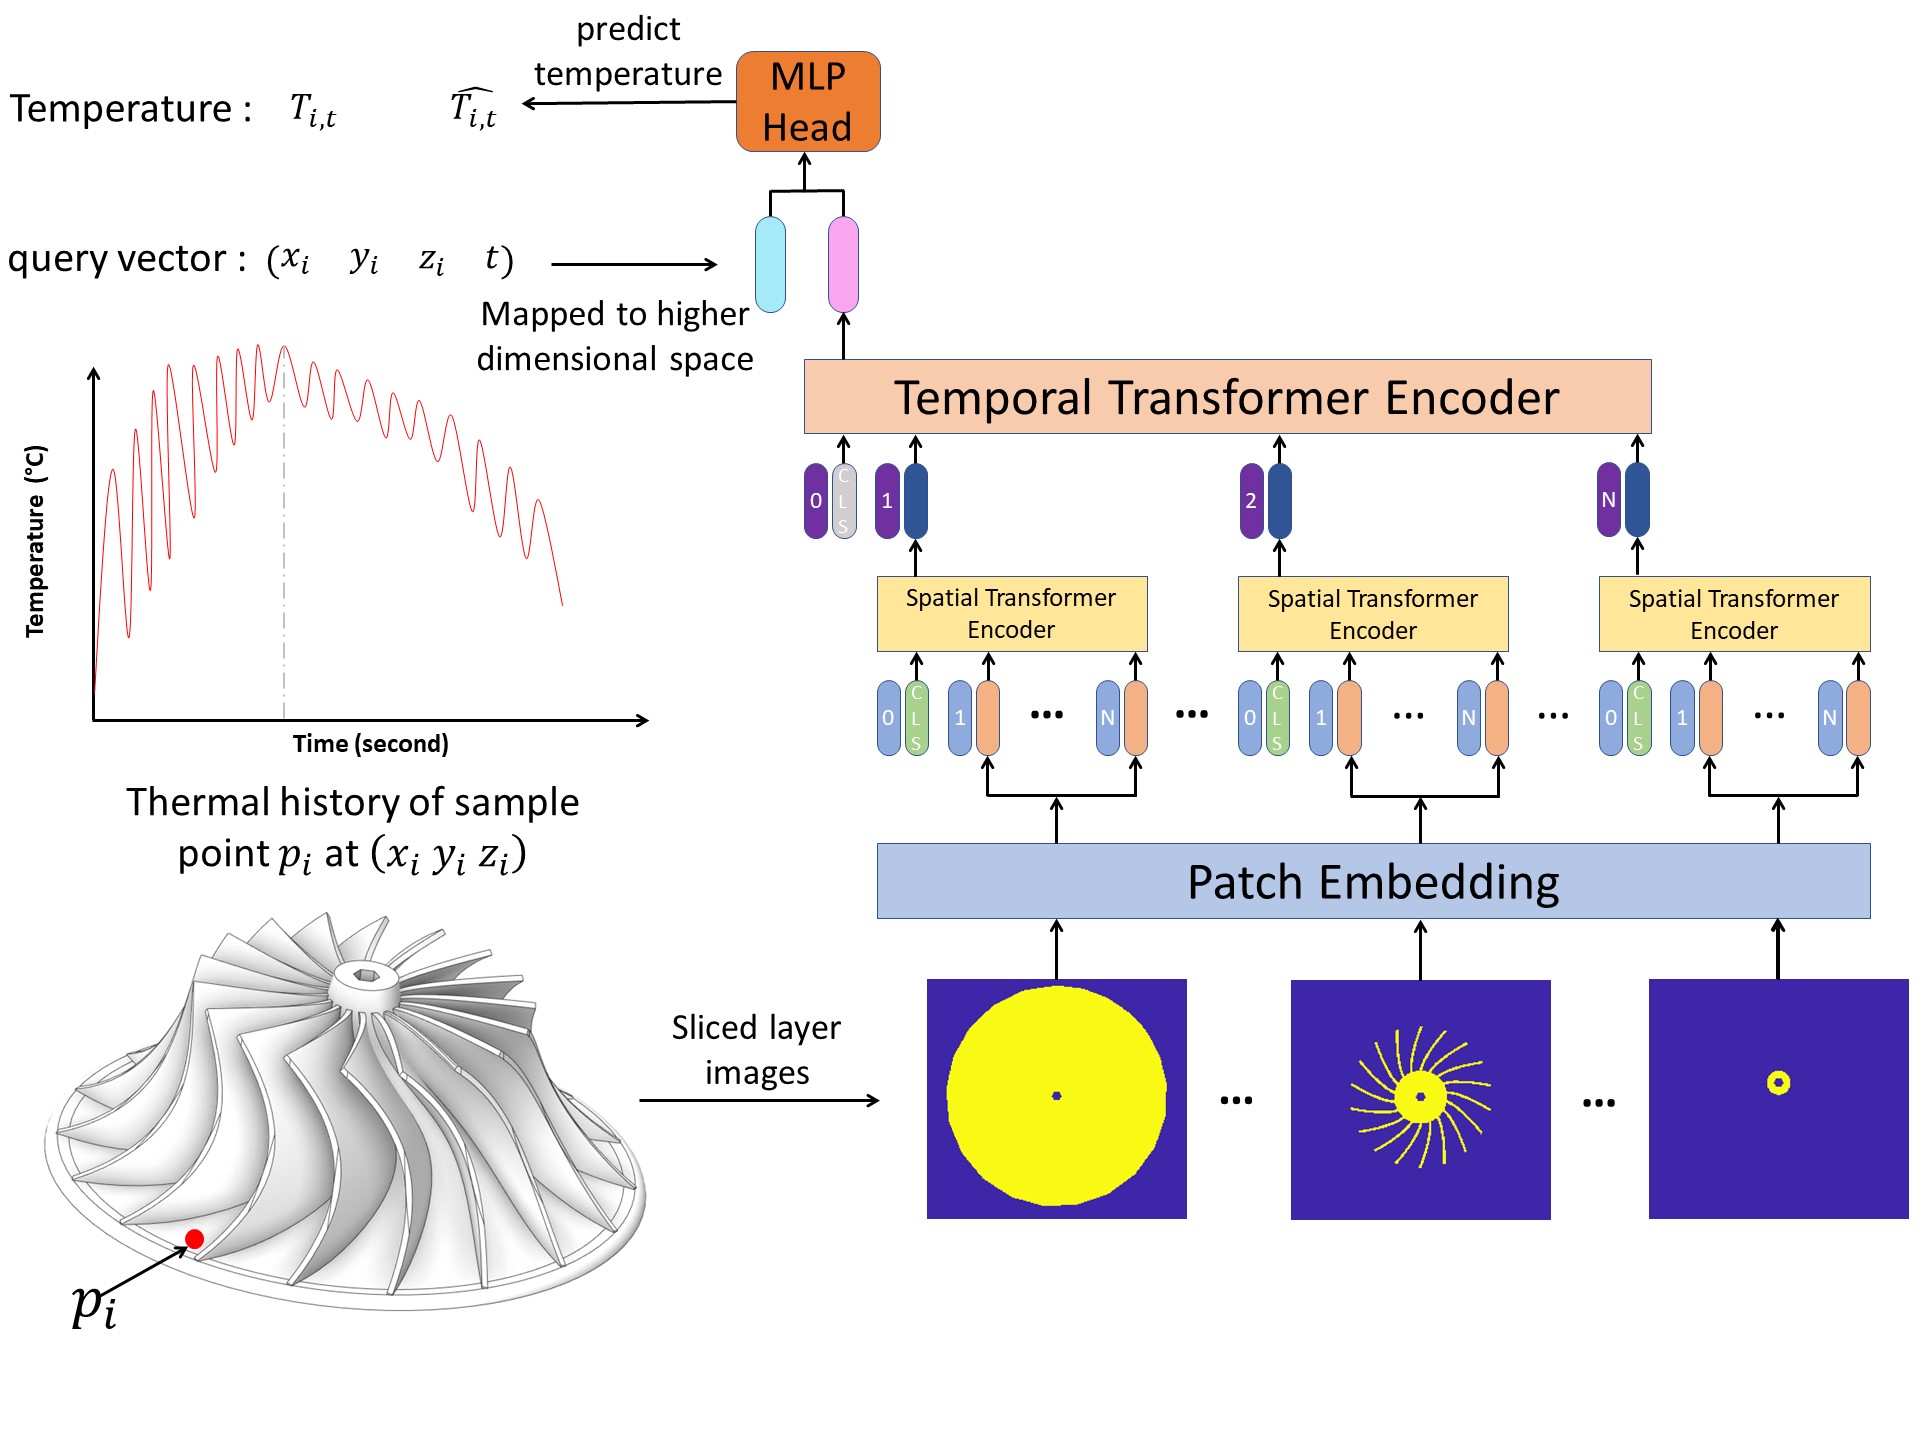 predict
temperature
MLP
Head
Temperature : T_{i,t} \widehat{T_{i,t}}
query vector : (x_i y_i z_i t)
Mapped to higher
dimensional space
Temporal Transformer Encoder
Temperature (°C)
Time (second)
0 CLS 1 2 N
Spatial Transformer
Encoder
Spatial Transformer
Encoder
Spatial Transformer
Encoder
0 CLS 1 ... N ... 0 CLS 1 ... N ... 0 CLS 1 ... N
Thermal history of sample
point p_i at (x_i y_i z_i)
Patch Embedding
Sliced layer
images
... ...
p_i